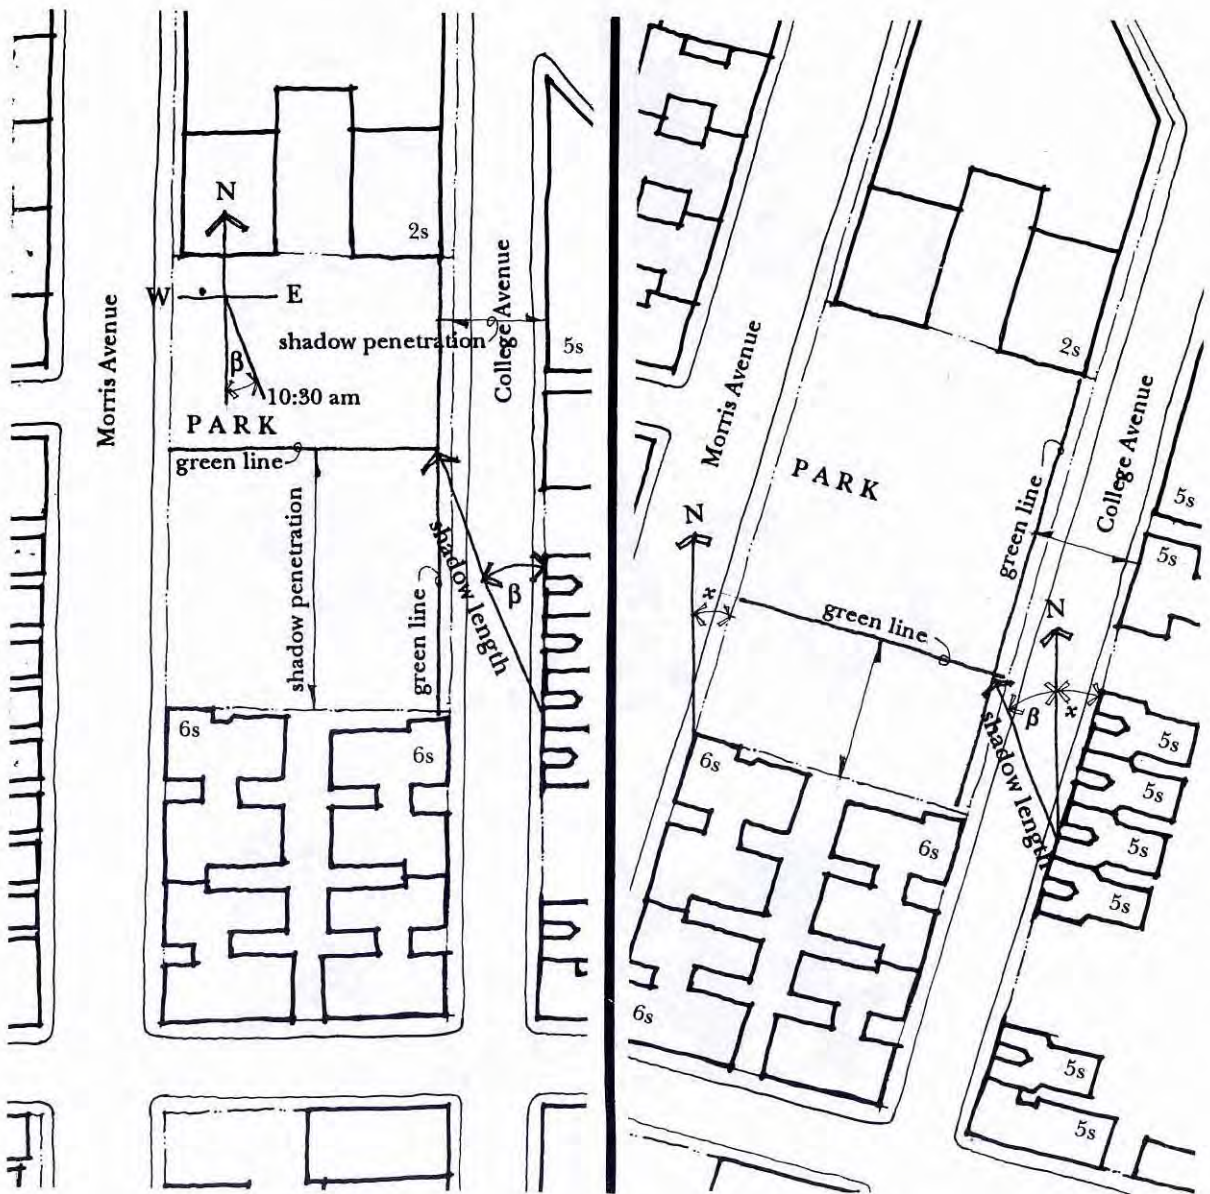 N
2s
W
E
Morris Avenue
College Avenue
shadow penetration
5s
β
10:30 am
PARK
green line
shadow penetration
shadow length
β
green line
6s
6s
Morris Avenue
2s
College Avenue
PARK
green line
5s
N
5s
x
green line
N
β
x
shadow length
5s
6s
5s
6s
5s
5s
6s
5s
5s